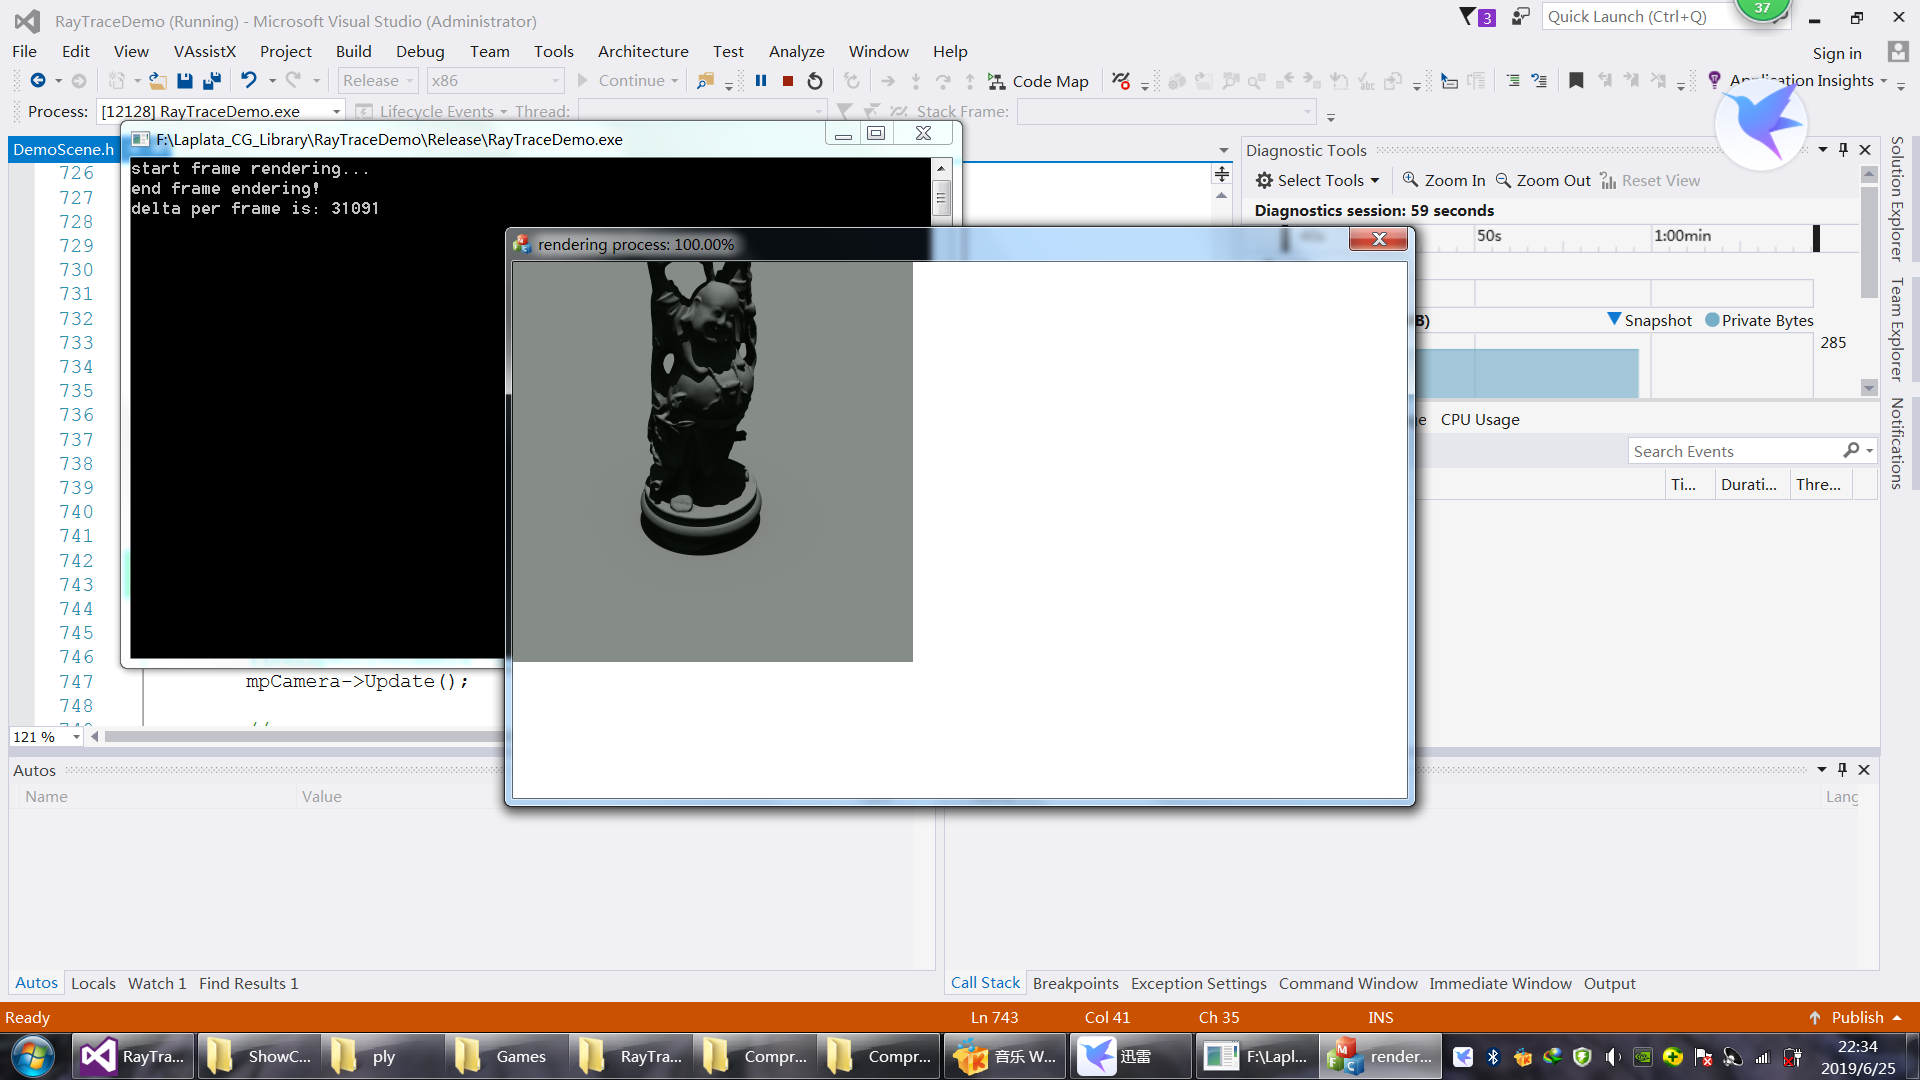 RayTraceDemo (Running) - Microsoft Visual Studio (Administrator)
3
Quick Launch (Ctrl+Q)
37
File Edit View VAssistX Project Build Debug Team Tools Architecture Test Analyze Window Help
Sign in
Release x86 Continue Code Map Application Insights
Process: [12128] RayTraceDemo.exe Lifecycle Events Thread: Stack Frame:
DemoScene.h
F:\Laplata_CG_Library\RayTraceDemo\Release\RayTraceDemo.exe
start frame rendering...
end frame endering!
delta per frame is: 31091
rendering process: 100.00%
726
727
728
729
730
731
732
733
734
735
736
737
738
739
740
741
742
743
744
745
746
747 mpCamera->Update();
748
//
121 %
Diagnostic Tools
Select Tools Zoom In Zoom Out Reset View
Diagnostics session: 59 seconds
50s 1:00min
B) Snapshot Private Bytes
285
CPU Usage
Search Events
Ti... Durati... Thre...
Solution Explorer
Team Explorer
Notifications
Autos
Name Value
Lang
Autos Locals Watch 1 Find Results 1
Call Stack Breakpoints Exception Settings Command Window Immediate Window Output
Ready Ln 743 Col 41 Ch 35 INS Publish
RayTra... ShowC... ply Games RayTra... Compr... Compr... 音乐 W... 迅雷 F:\Lapl... render...
22:34
2019/6/25